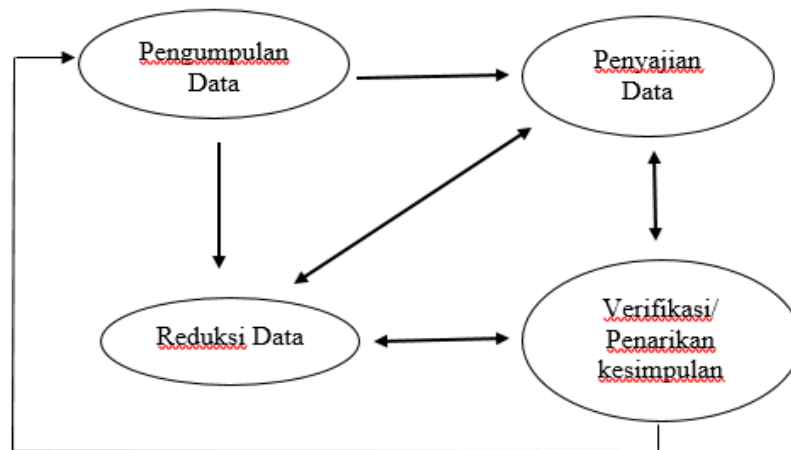 Pengumpulan
Data
Penyajian
Data
Reduksi Data
Verifikasi/
Penarikan
kesimpulan